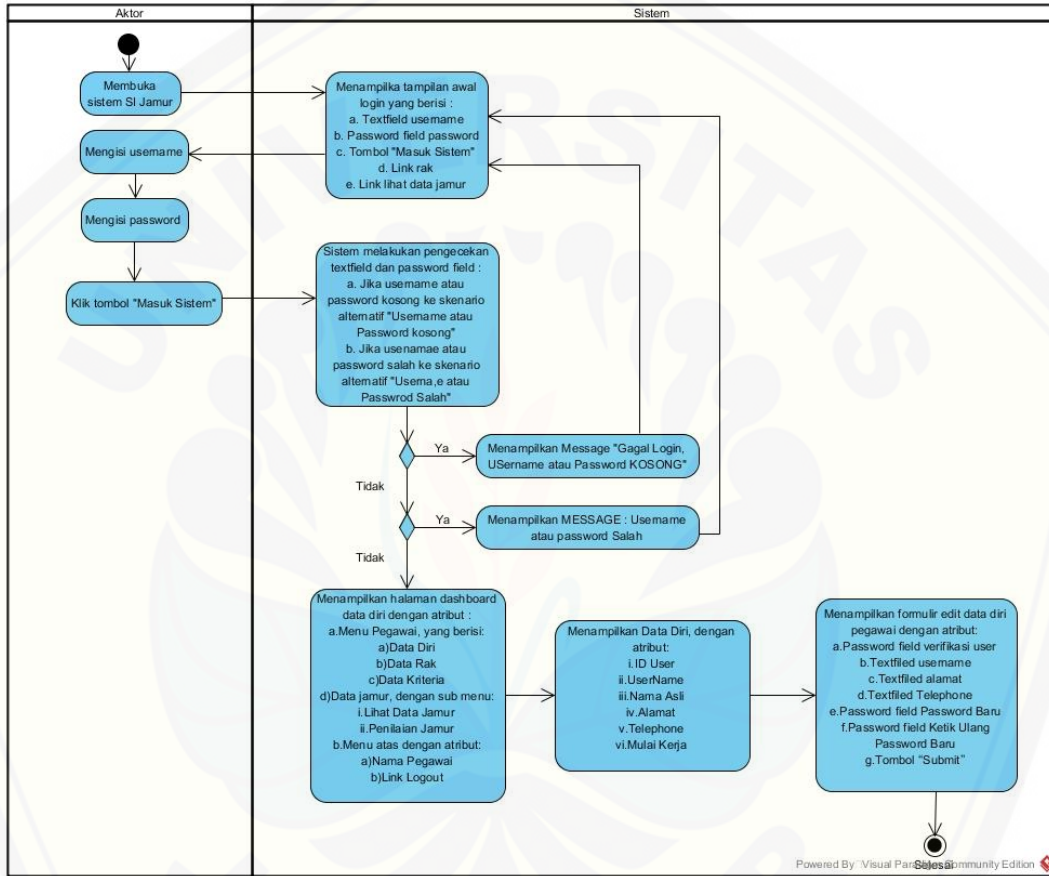 Aktor
Sistem
Membuka
sistem SI Jamur
Menampilka tampilan awal
login yang berisi :
a. Textfield username
b. Password field password
c. Tombol "Masuk Sistem"
d. Link rak
e. Link lihat data jamur
Mengisi username
Mengisi password
Klik tombol "Masuk Sistem"
Sistem melakukan pengecekan
textfield dan password field :
a. Jika username atau
password kosong ke skenario
alternatif "Username atau
Password kosong"
b. Jika usenamae atau
password salah ke skenario
alternatif "Userna,e atau
Passwrod Salah"
Ya
Menampilkan Message "Gagal Login,
USername atau Password KOSONG"
Tidak
Ya
Menampilkan MESSAGE : Username
atau password Salah
Tidak
Menampilkan halaman dashboard
data diri dengan atribut :
a.Menu Pegawai, yang berisi:
a)Data Diri
b)Data Rak
c)Data Kriteria
d)Data jamur, dengan sub menu:
i.Lihat Data Jamur
ii.Penilaian Jamur
b.Menu atas dengan atribut:
a)Nama Pegawai
b)Link Logout
Menampilkan Data Diri, dengan
atribut:
i.ID User
ii.UserName
iii.Nama Asli
iv.Alamat
v.Telephone
vi.Mulai Kerja
Menampilkan formulir edit data diri
pegawai dengan atribut:
a.Password field verifikasi user
b.Textfiled username
c.Textfiled alamat
d.Textfiled Telephone
e.Password field Password Baru
f.Password field Ketik Ulang
Password Baru
g.Tombol "Submit"
Selesai
Powered By Visual Paradigm Community Edition
UNIVERSITAS